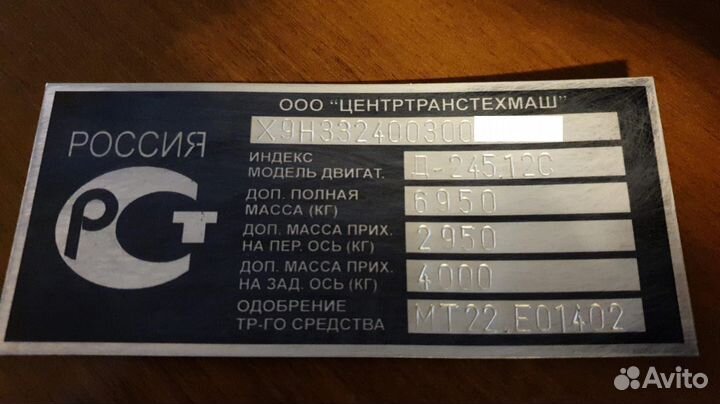 ООО "ЦЕНТРТРАНСТЕХМАШ"
X9H332400300
РОССИЯ
РСТ
ИНДЕКС
МОДЕЛЬ ДВИГАТ. Д-245.12С
ДОП. ПОЛНАЯ
МАССА (КГ) 6950
ДОП. МАССА ПРИХ.
НА ПЕР. ОСЬ (КГ) 2950
ДОП. МАССА ПРИХ.
НА ЗАД. ОСЬ (КГ) 4000
ОДОБРЕНИЕ
ТР-ГО СРЕДСТВА МТ22.Е01402
Avito